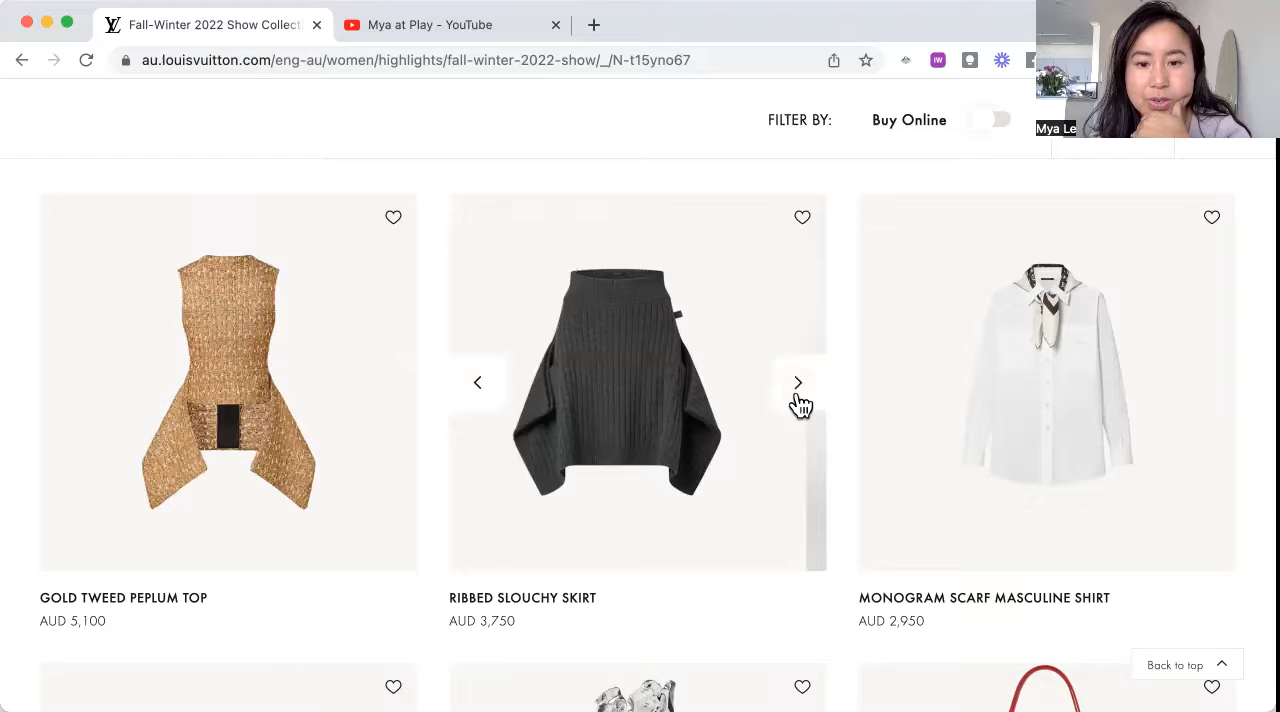 Fall-Winter 2022 Show Collecti
Mya at Play - YouTube
au.louisvuitton.com/eng-au/women/highlights/fall-winter-2022-show/_/N-t15yno67
IW
Mya Le
FILTER BY:
Buy Online
GOLD TWEED PEPLUM TOP
AUD 5,100
RIBBED SLOUCHY SKIRT
AUD 3,750
MONOGRAM SCARF MASCULINE SHIRT
AUD 2,950
Back to top